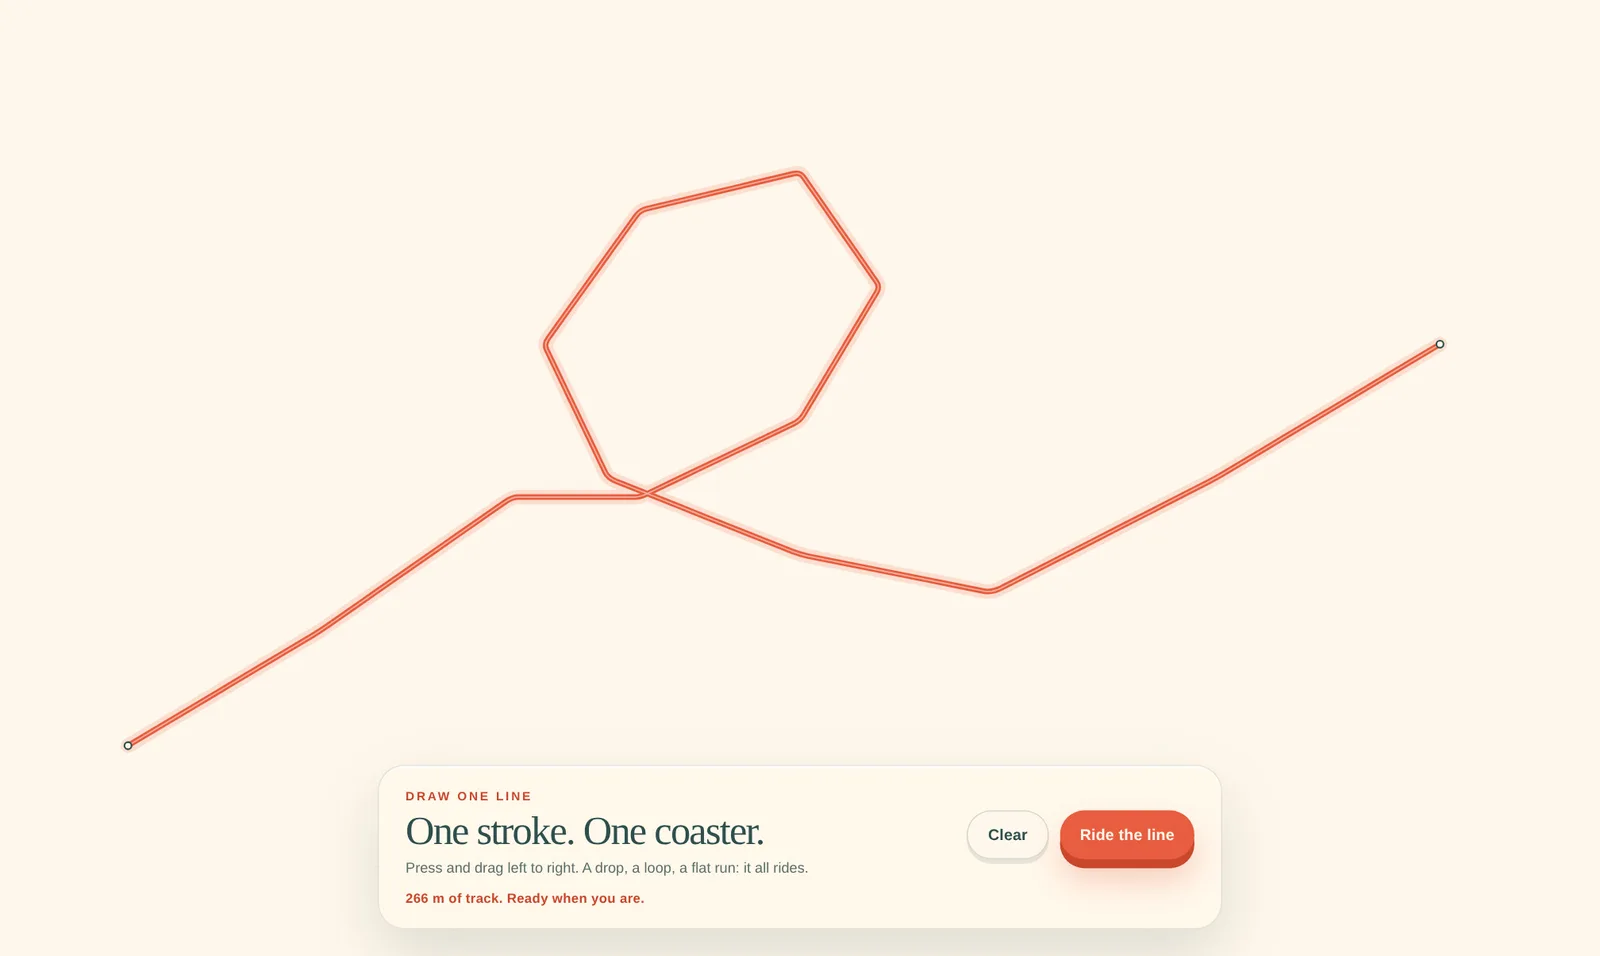 DRAW ONE LINE
One stroke. One coaster.
Press and drag left to right. A drop, a loop, a flat run: it all rides.
266 m of track. Ready when you are.
Clear
Ride the line